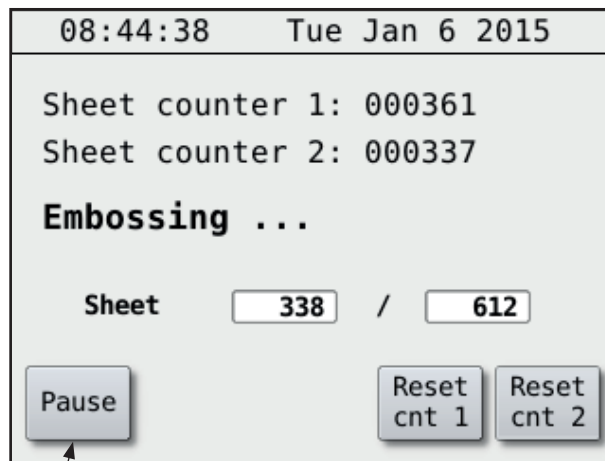 08:44:38 Tue Jan 6 2015
Sheet counter 1: 000361
Sheet counter 2: 000337
Embossing ...
Sheet 338 / 612
Pause
Reset cnt 1
Reset cnt 2